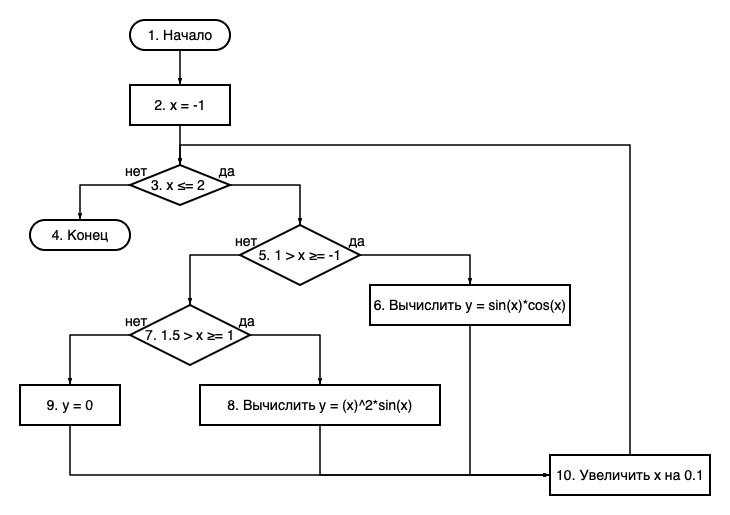 1. Начало
2. x = -1
нет
да
3. x ≤= 2
4. Конец
нет
да
5. 1 > x ≥= -1
6. Вычислить y = sin(x)*cos(x)
нет
да
7. 1.5 > x ≥= 1
9. y = 0
8. Вычислить y = (x)^2*sin(x)
10. Увеличить x на 0.1